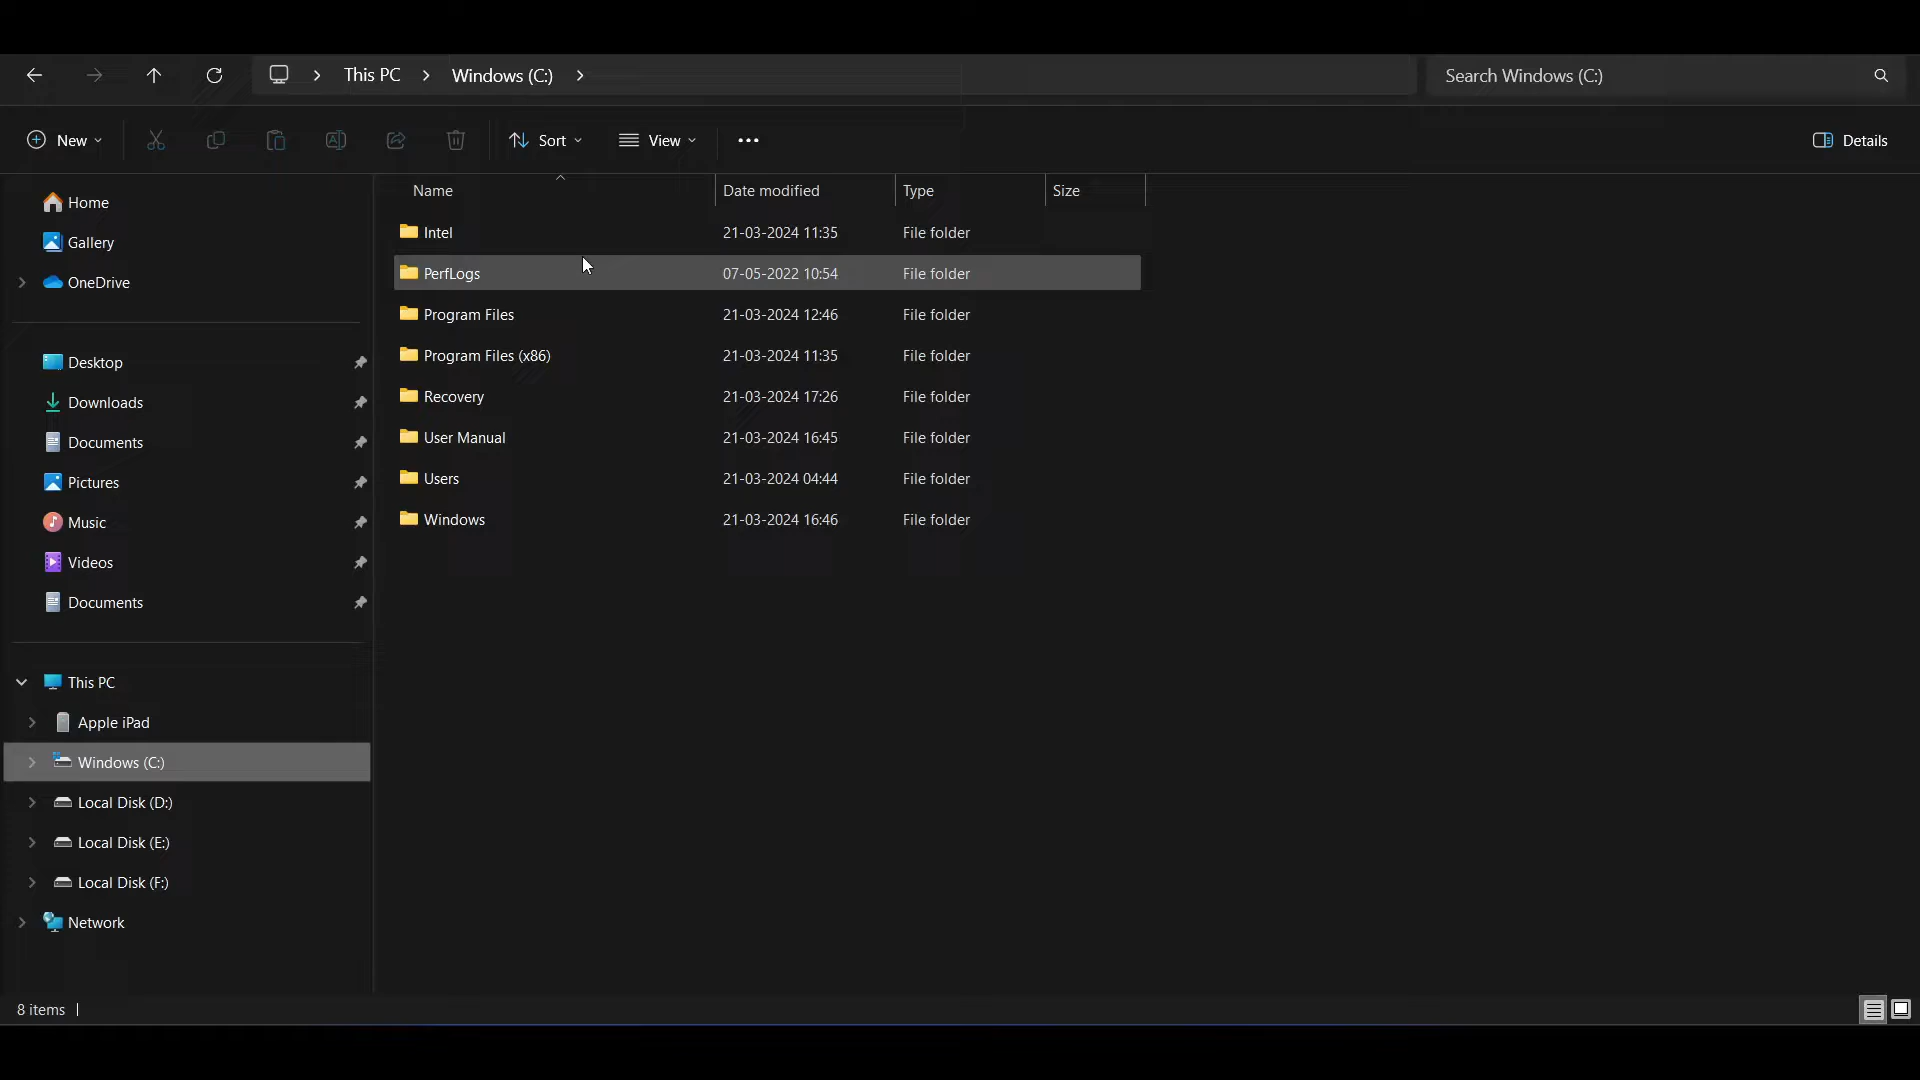 This PC Windows (C:) Search Windows (C:)
New Sort View ••• Details
Name Date modified Type Size
Home
Gallery
OneDrive
Desktop
Downloads
Documents
Pictures
Music
Videos
Documents
This PC
Apple iPad
Windows (C:)
Local Disk (D:)
Local Disk (E:)
Local Disk (F:)
Network
Intel 21-03-2024 11:35 File folder
PerfLogs 07-05-2022 10:54 File folder
Program Files 21-03-2024 12:46 File folder
Program Files (x86) 21-03-2024 11:35 File folder
Recovery 21-03-2024 17:26 File folder
User Manual 21-03-2024 16:45 File folder
Users 21-03-2024 04:44 File folder
Windows 21-03-2024 16:46 File folder
8 items